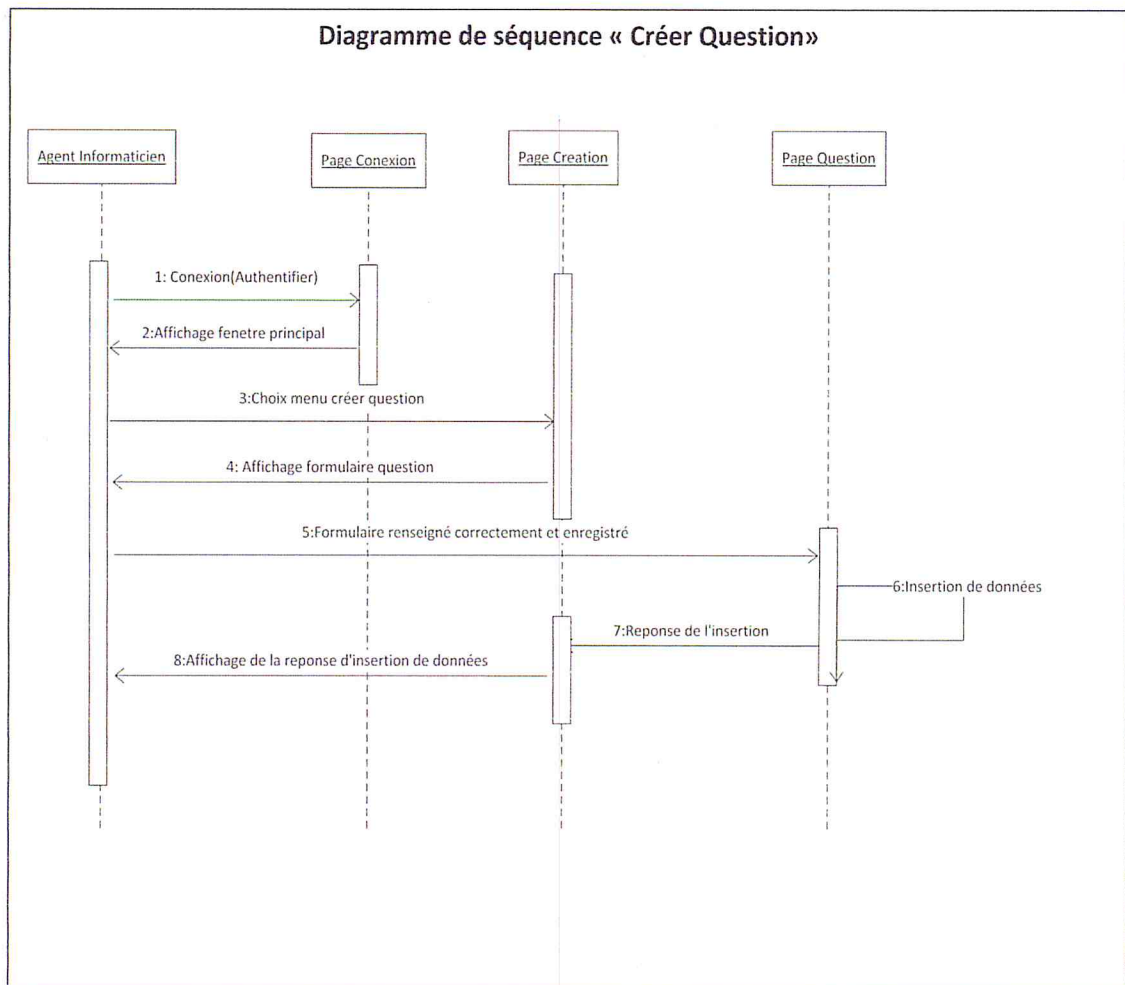 Diagramme de séquence « Créer Question»
Agent Informaticien
Page Conexion
Page Creation
Page Question
1: Conexion(Authentifier)
2:Affichage fenetre principal
3:Choix menu créer question
4: Affichage formulaire question
5:Formulaire renseigné correctement et enregistré
6:Insertion de données
7:Reponse de l'insertion
8:Affichage de la reponse d'insertion de données